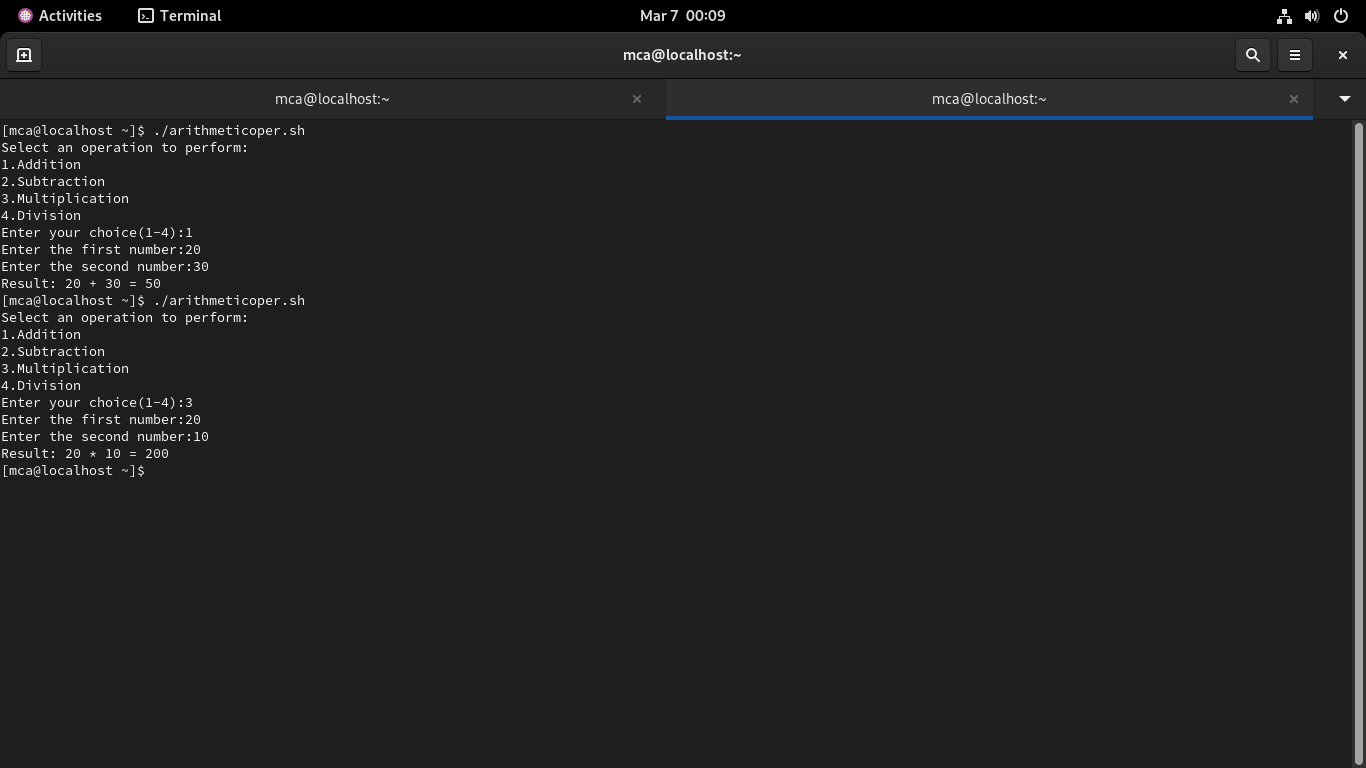 Activities
Terminal
Mar 7 00:09
mca@localhost:~
mca@localhost:~
mca@localhost:~
[mca@localhost ~]$ ./arithmeticoper.sh
Select an operation to perform:
1.Addition
2.Subtraction
3.Multiplication
4.Division
Enter your choice(1-4):1
Enter the first number:20
Enter the second number:30
Result: 20 + 30 = 50
[mca@localhost ~]$ ./arithmeticoper.sh
Select an operation to perform:
1.Addition
2.Subtraction
3.Multiplication
4.Division
Enter your choice(1-4):3
Enter the first number:20
Enter the second number:10
Result: 20 * 10 = 200
[mca@localhost ~]$